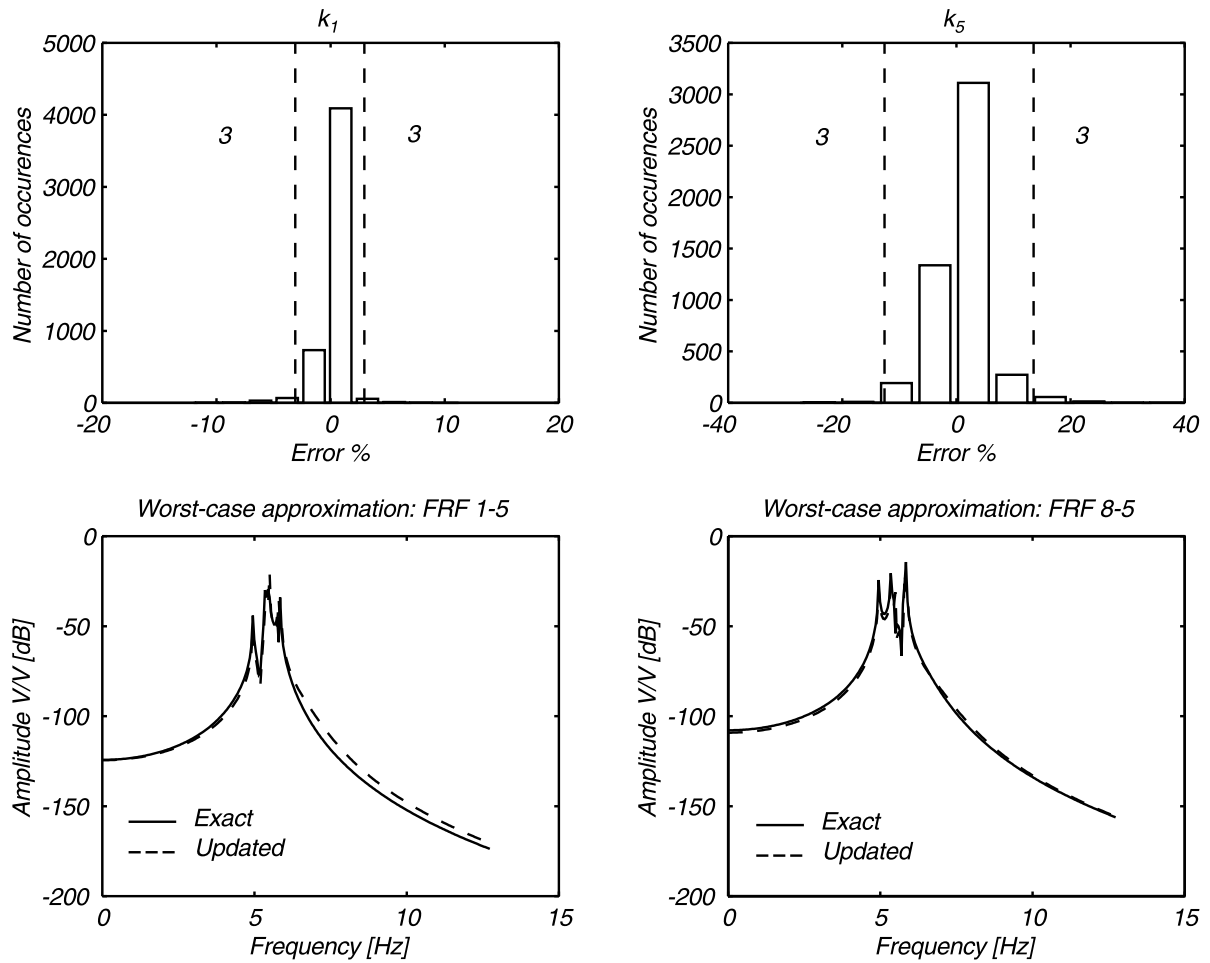 k1
5000
4000
3000
2000
1000
0
Number of occurences
3
3
-20
-10
0
10
20
Error %
k5
3500
3000
2500
2000
1500
1000
500
0
Number of occurences
3
3
-40
-20
0
20
40
Error %
Worst-case approximation: FRF 1-5
0
-50
-100
-150
-200
Amplitude V/V [dB]
Exact
Updated
0
5
10
15
Frequency [Hz]
Worst-case approximation: FRF 8-5
0
-50
-100
-150
-200
Amplitude V/V [dB]
Exact
Updated
0
5
10
15
Frequency [Hz]